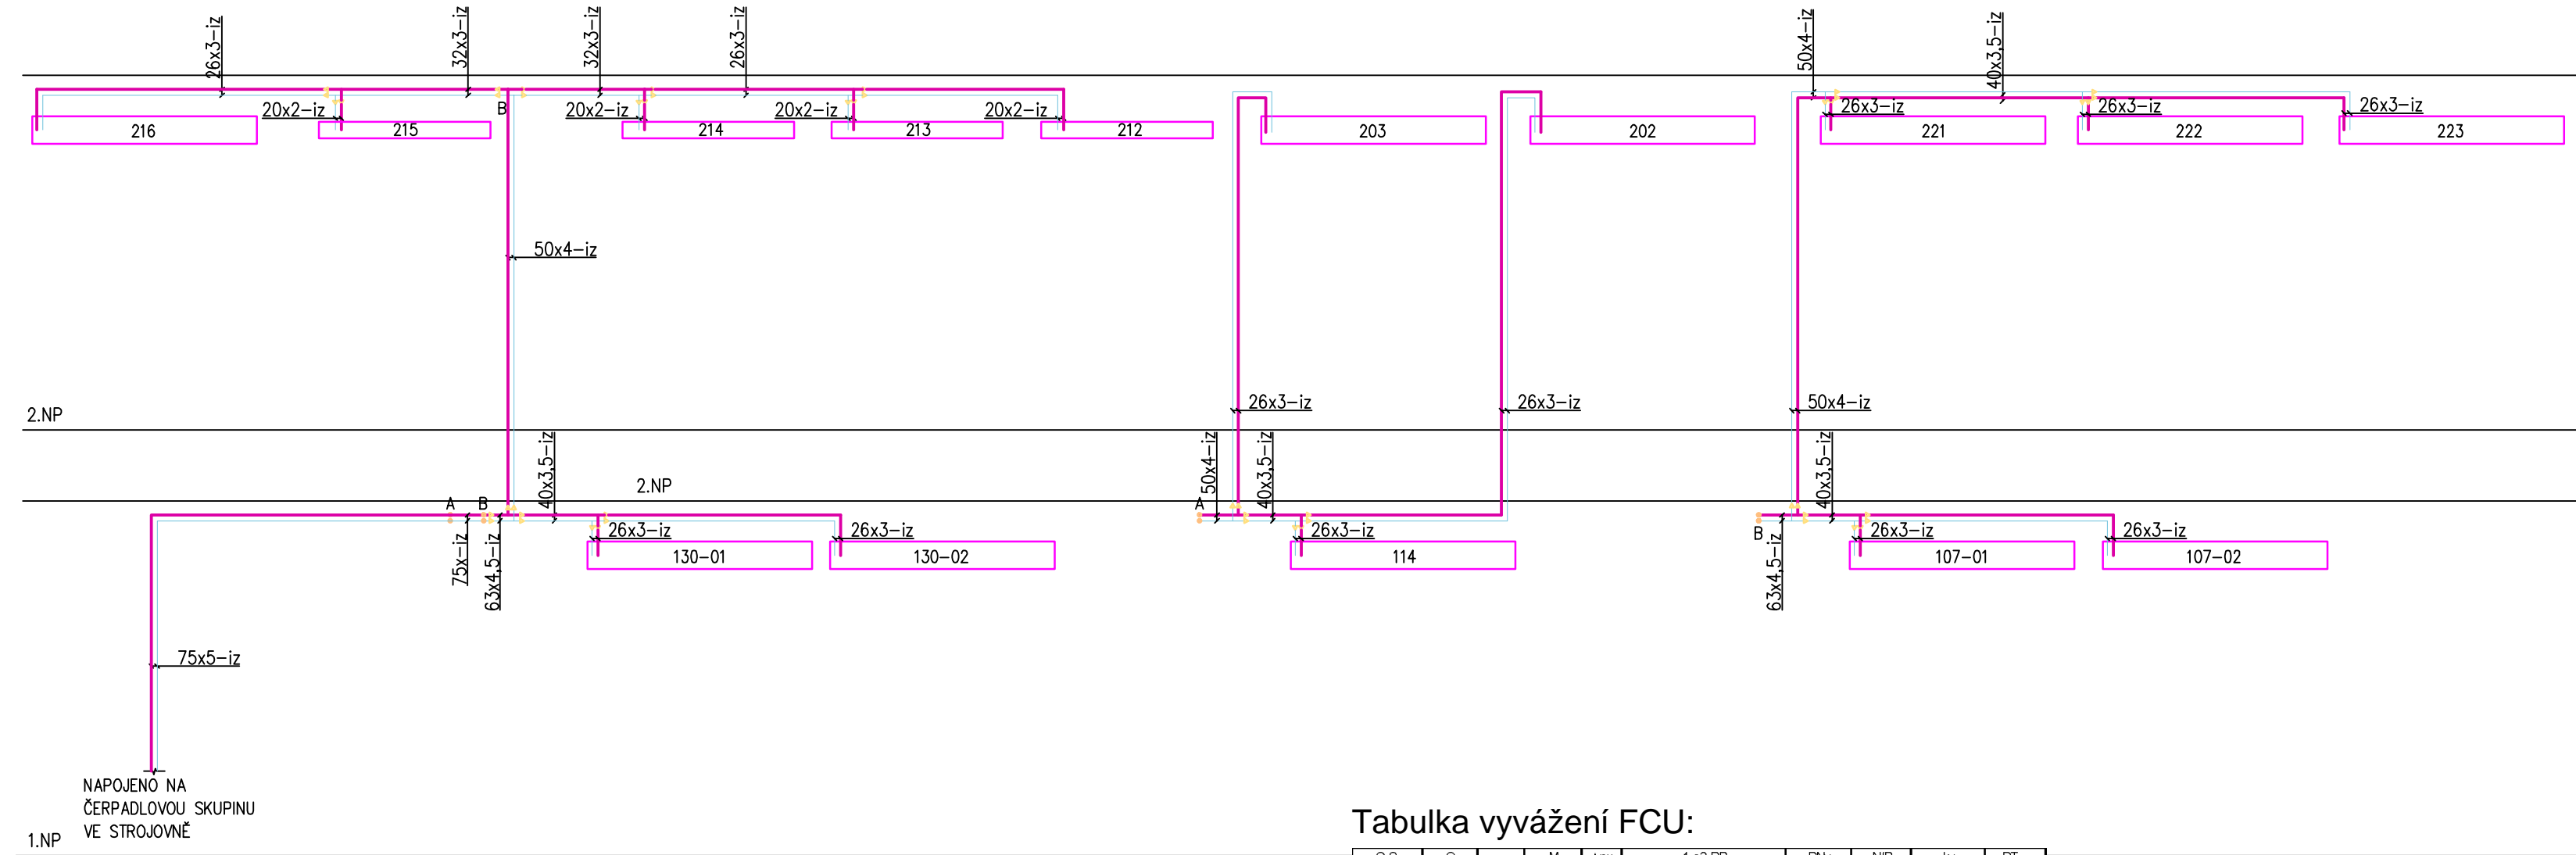 26x3-iz
32x3-iz
32x3-iz
26x3-iz
50x4-iz
40x3,5-iz
20x2-iz
B
20x2-iz
20x2-iz
20x2-iz
26x3-iz
26x3-iz
26x3-iz
216
215
214
213
212
203
202
221
222
223
50x4-iz
26x3-iz
26x3-iz
50x4-iz
2.NP
40x3,5-iz
50x4-iz
40x3,5-iz
40x3,5-iz
2.NP
A
B
A
B
75x-iz
63x4,5-iz
26x3-iz
26x3-iz
26x3-iz
63x4,5-iz
26x3-iz
26x3-iz
130-01
130-02
114
107-01
107-02
75x5-iz
NAPOJENO NA
ČERPADLOVOU SKUPINU
VE STROJOVNĚ
1.NP
Tabulka vyvážení FCU: